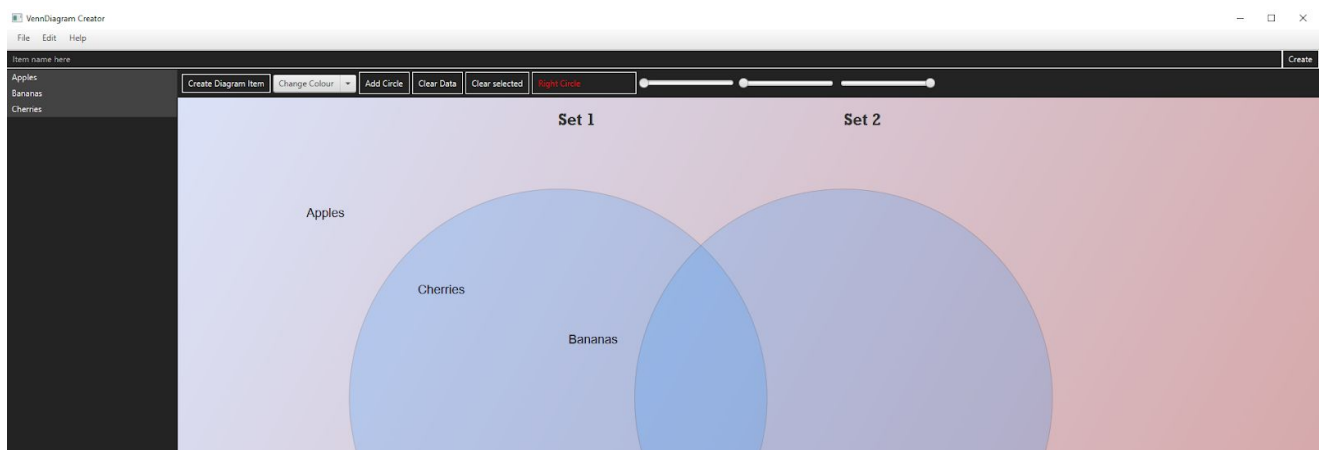 VennDiagram Creator
File Edit Help
Item name here Create
Apples
Bananas
Cherries
Create Diagram Item Change Colour Add Circle Clear Data Clear selected Right Circle
Set 1 Set 2
Apples
Cherries
Bananas